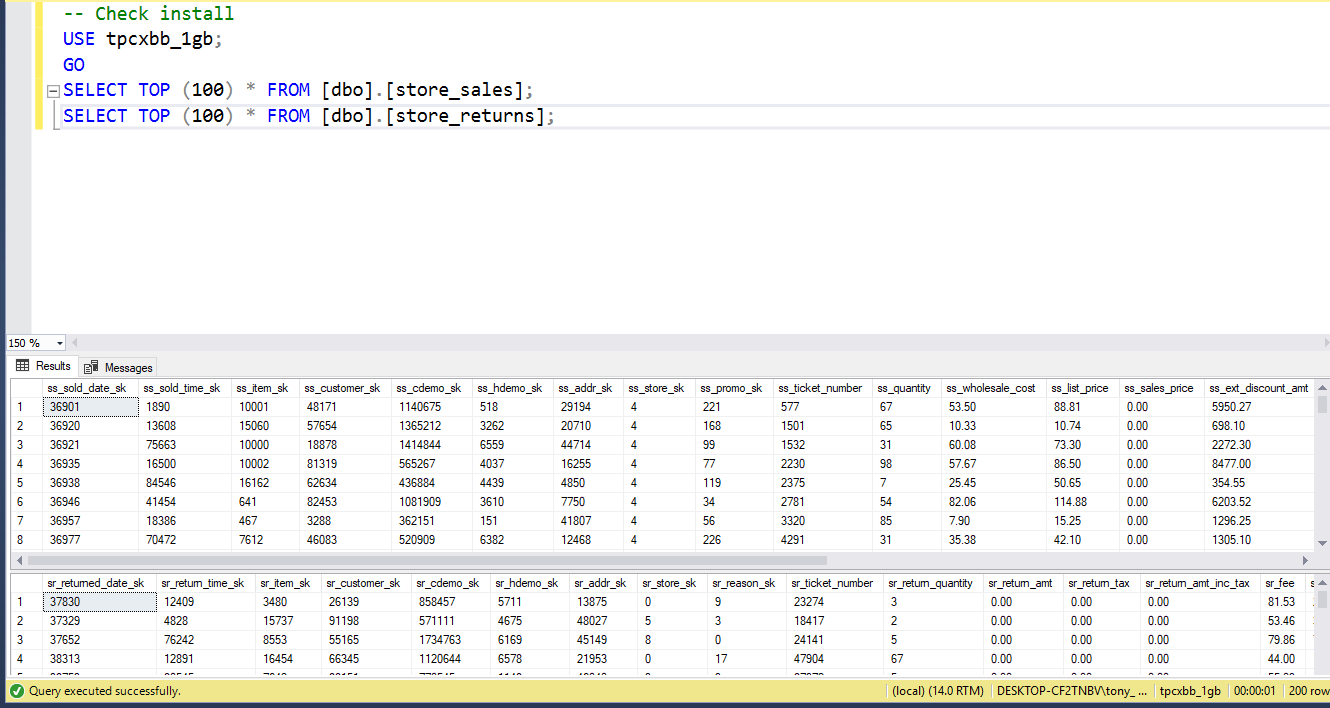 -- Check install
USE tpcxbb_1gb;
GO
SELECT TOP (100) * FROM [dbo].[store_sales];
SELECT TOP (100) * FROM [dbo].[store_returns];
150 %
Results Messages
ss_sold_date_sk ss_sold_time_sk ss_item_sk ss_customer_sk ss_cdemo_sk ss_hdemo_sk ss_addr_sk ss_store_sk ss_promo_sk ss_ticket_number ss_quantity ss_wholesale_cost ss_list_price ss_sales_price ss_ext_discount_amt
1 36901 1890 10001 48171 1140675 518 29194 4 221 577 67 53.50 88.81 0.00 5950.27
2 36920 13608 15060 57654 1365212 3262 20710 4 168 1501 65 10.33 10.74 0.00 698.10
3 36921 75663 10000 18878 1414844 6559 44714 4 99 1532 31 60.08 73.30 0.00 2272.30
4 36935 16500 10002 81319 565267 4037 16255 4 77 2230 98 57.67 86.50 0.00 8477.00
5 36938 84546 16162 62634 436884 4439 4850 4 119 2375 7 25.45 50.65 0.00 354.55
6 36946 41454 641 82453 1081909 3610 7750 4 34 2781 54 82.06 114.88 0.00 6203.52
7 36957 18386 467 3288 362151 151 41807 4 56 3320 85 7.90 15.25 0.00 1296.25
8 36977 70472 7612 46083 520909 6382 12468 4 226 4291 31 35.38 42.10 0.00 1305.10
sr_returned_date_sk sr_return_time_sk sr_item_sk sr_customer_sk sr_cdemo_sk sr_hdemo_sk sr_addr_sk sr_store_sk sr_reason_sk sr_ticket_number sr_return_quantity sr_return_amt sr_return_tax sr_return_amt_inc_tax sr_fee
1 37830 12409 3480 26139 858457 5711 13875 0 9 23274 3 0.00 0.00 0.00 81.53
2 37329 4828 15737 91198 571111 4675 48027 5 3 18417 2 0.00 0.00 0.00 53.46
3 37652 76242 8553 55165 1734763 6169 45149 8 0 24141 5 0.00 0.00 0.00 79.86
4 38313 12891 16454 66345 1120644 6578 21953 0 17 47904 67 0.00 0.00 0.00 44.00
Query executed successfully. (local) (14.0 RTM) DESKTOP-CF2TNBV\tony_ ... tpcxbb_1gb 00:00:01 200 row